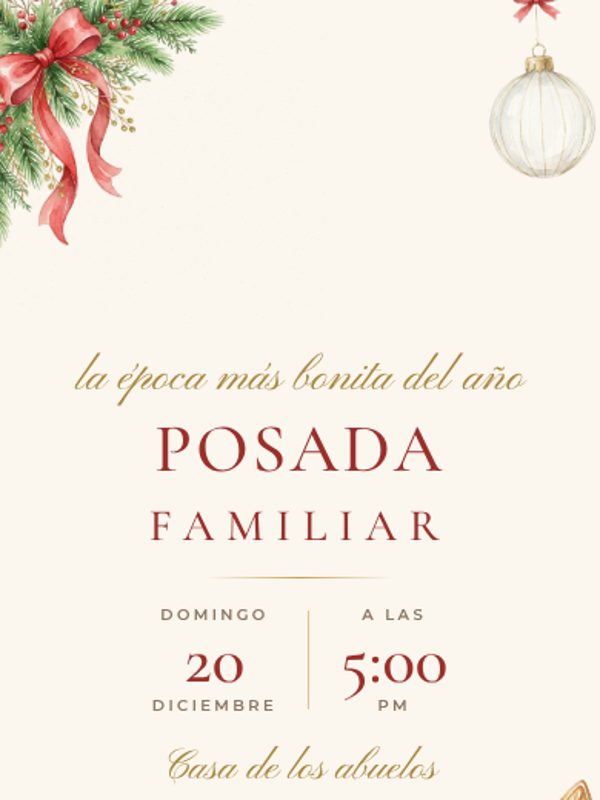 la época más bonita del año
POSADA
FAMILIAR
DOMINGO
20
DICIEMBRE
A LAS
5:00
PM
Casa de los abuelos